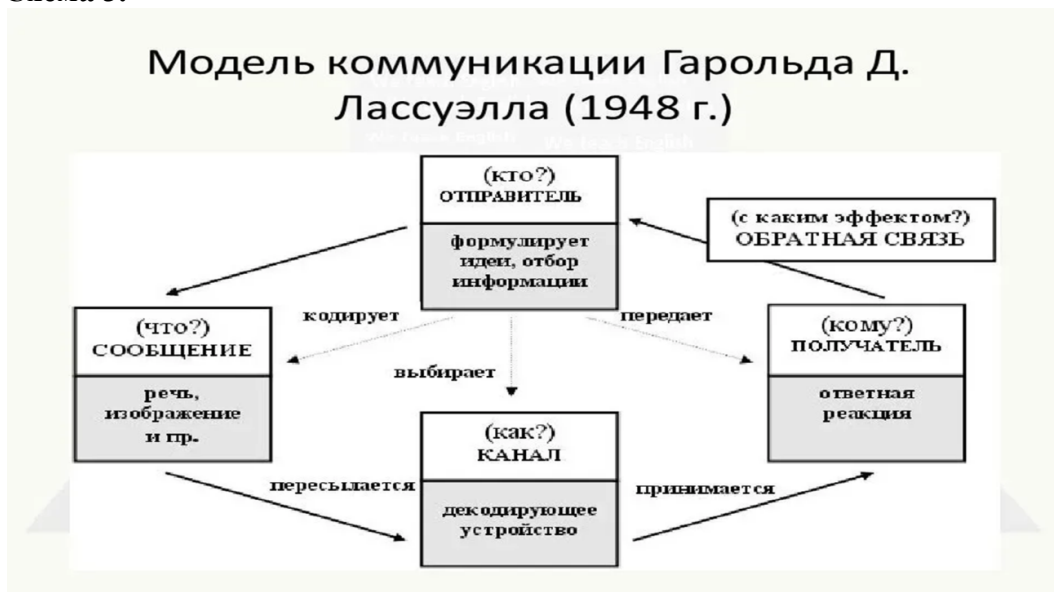 Модель коммуникации Гарольда Д.
Лассуэлла (1948 г.)
(кто?)
ОТПРАВИТЕЛЬ
формулирует
идеи, отбор
информации
(с каким эффектом?)
ОБРАТНАЯ СВЯЗЬ
кодирует
передает
выбирает
(что?)
СООБЩЕНИЕ
речь,
изображение
и пр.
(кому?)
ПОЛУЧАТЕЛЬ
ответная
реакция
(как?)
КАНАЛ
декодирующее
устройство
пересылается
принимается